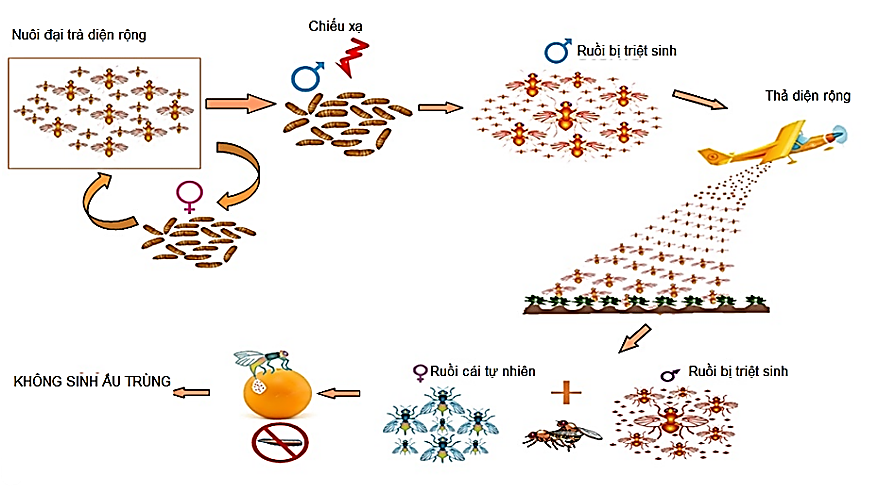 Nuôi đại trà diện rộng
Chiếu xạ
Ruồi bị triệt sinh
Thả diện rộng
KHÔNG SINH ẤU TRÙNG
Ruồi cái tự nhiên
Ruồi bị triệt sinh